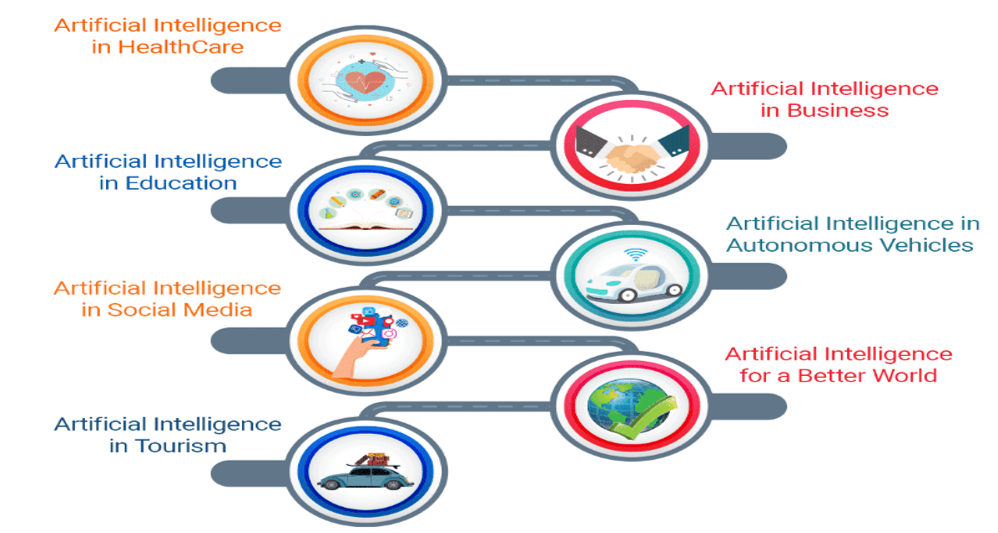 Artificial Intelligence
in HealthCare
Artificial Intelligence
in Business
Artificial Intelligence
in Education
Artificial Intelligence in
Autonomous Vehicles
Artificial Intelligence
in Social Media
Artificial Intelligence
for a Better World
Artificial Intelligence
in Tourism